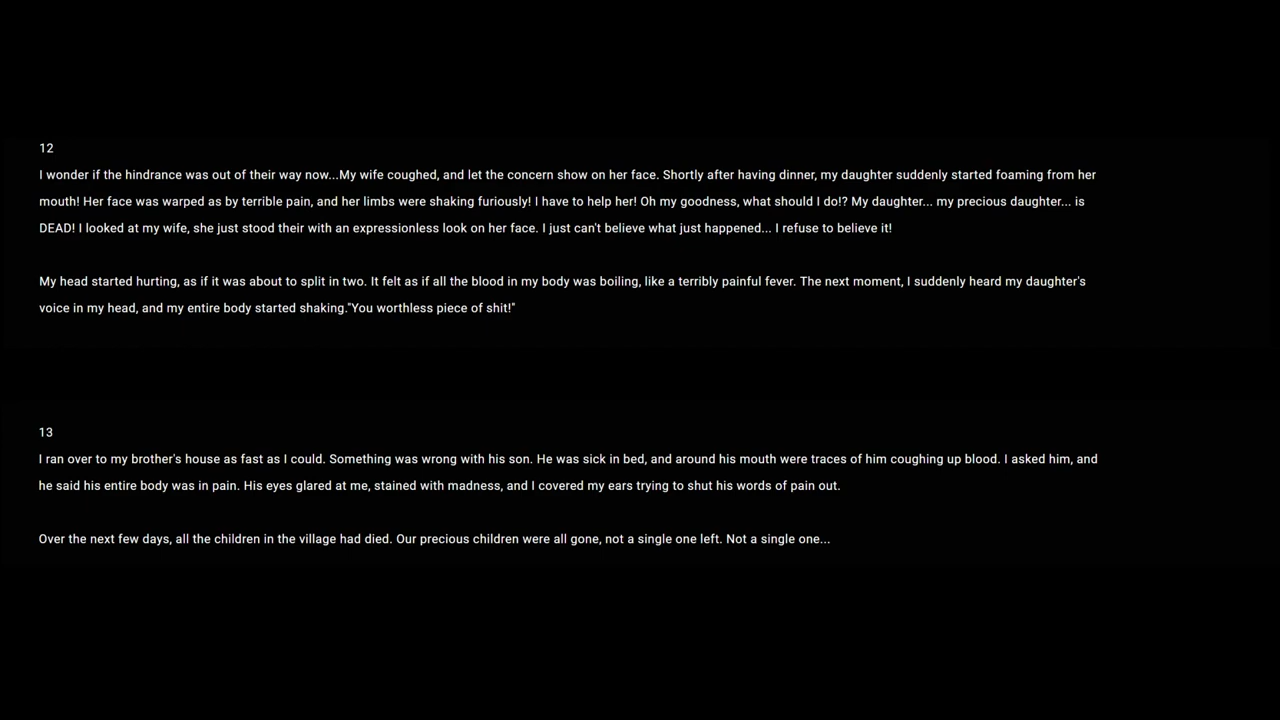 12
I wonder if the hindrance was out of their way now...My wife coughed, and let the concern show on her face. Shortly after having dinner, my daughter suddenly started foaming from her
mouth! Her face was warped as by terrible pain, and her limbs were shaking furiously! I have to help her! Oh my goodness, what should I do!? My daughter... my precious daughter... is
DEAD! I looked at my wife, she just stood their with an expressionless look on her face. I just can't believe what just happened... I refuse to believe it!
My head started hurting, as if it was about to split in two. It felt as if all the blood in my body was boiling, like a terribly painful fever. The next moment, I suddenly heard my daughter's
voice in my head, and my entire body started shaking."You worthless piece of shit!"
13
I ran over to my brother's house as fast as I could. Something was wrong with his son. He was sick in bed, and around his mouth were traces of him coughing up blood. I asked him, and
he said his entire body was in pain. His eyes glared at me, stained with madness, and I covered my ears trying to shut his words of pain out.
Over the next few days, all the children in the village had died. Our precious children were all gone, not a single one left. Not a single one...